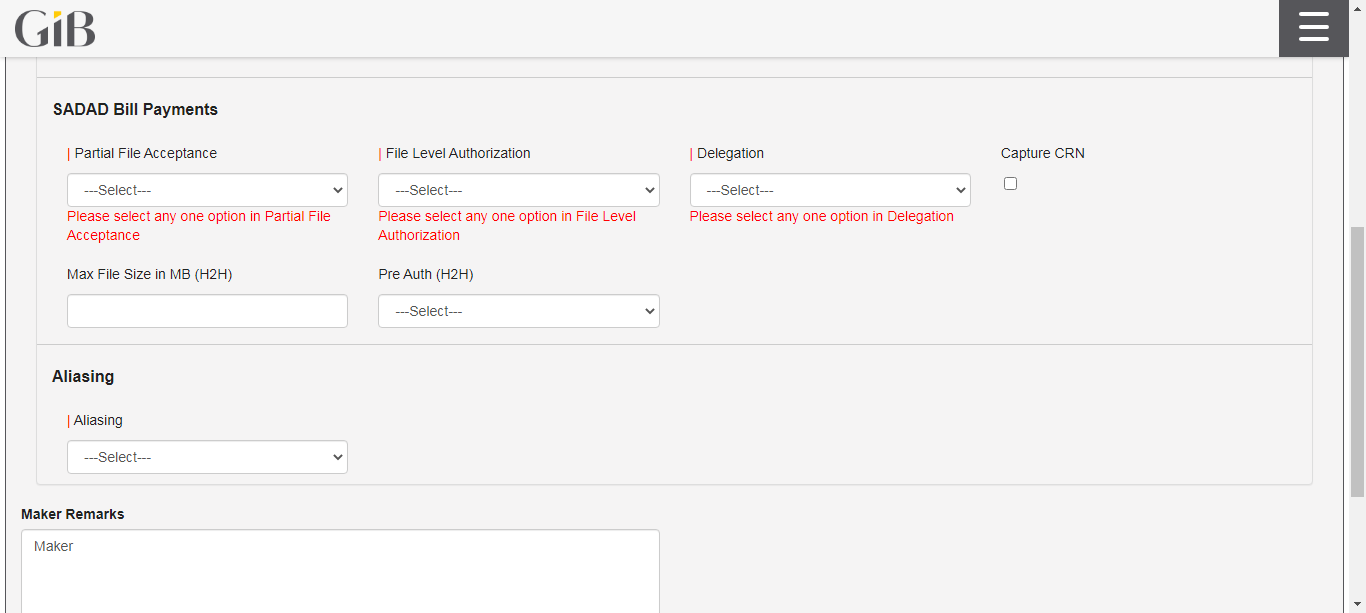 GiB
SADAD Bill Payments
| Partial File Acceptance
| File Level Authorization
| Delegation
Capture CRN
---Select---
---Select---
---Select---
Please select any one option in Partial File
Acceptance
Please select any one option in File Level
Authorization
Please select any one option in Delegation
Max File Size in MB (H2H)
Pre Auth (H2H)
---Select---
Aliasing
| Aliasing
---Select---
Maker Remarks
Maker